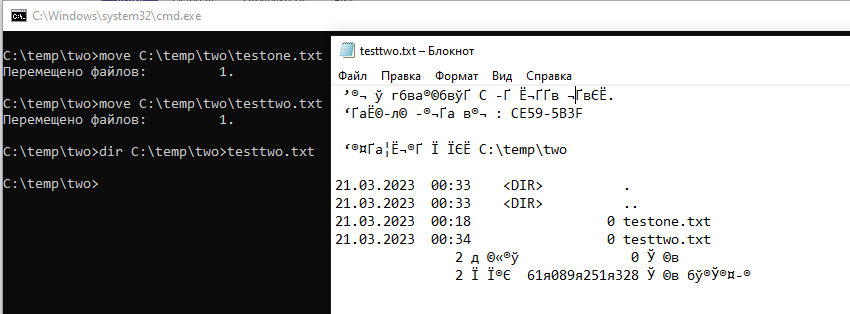 C:\Windows\system32\cmd.exe
C:\temp\two>move C:\temp\two\testone.txt
Перемещено файлов:         1.
C:\temp\two>move C:\temp\two\testtwo.txt
Перемещено файлов:         1.
C:\temp\two>dir C:\temp\two>testtwo.txt
C:\temp\two>
testtwo.txt – Блокнот
Файл Правка Формат Вид Справка
’®¬ ў гбва®©бвўҐ C -Ґ Ё¬ҐҐв ¬ҐвЄЁ.
‘ҐаЁ©-л© -®¬Ґа в®¬ : CE59-5B3F
‘®¤Ґа¦Ё¬®Ґ Ї ЇЄЁ C:\temp\two
21.03.2023  00:33    <DIR>          .
21.03.2023  00:33    <DIR>          ..
21.03.2023  00:18                 0 testone.txt
21.03.2023  00:34                 0 testtwo.txt
2 д ©«®ў              0 Ў ©в
2 Ї Ї®Є  61я089я251я328 Ў ©в бў®Ў®¤-®